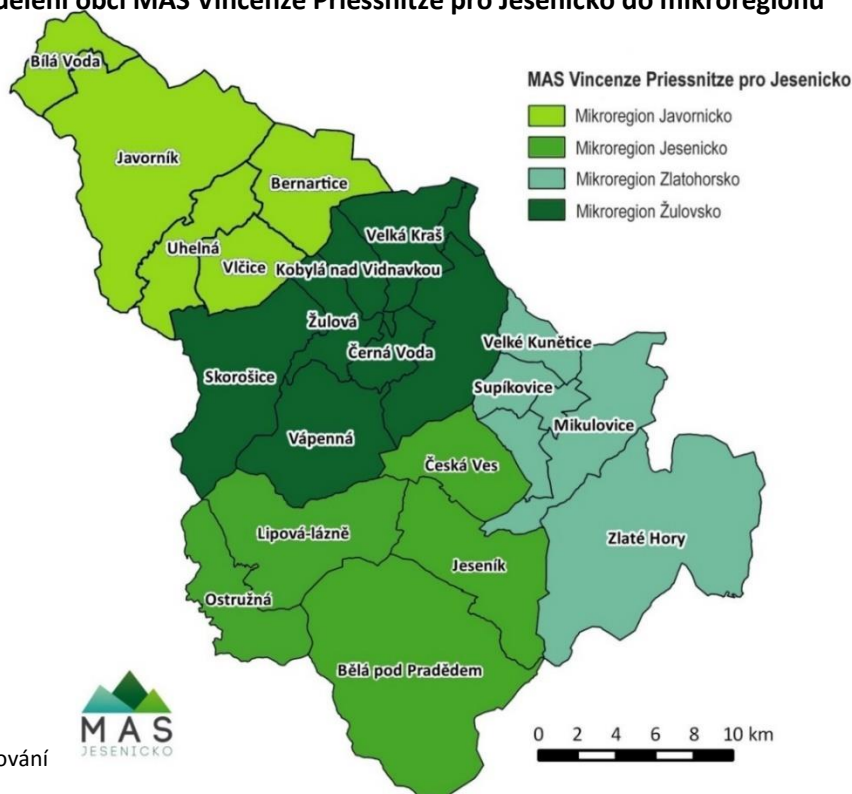 dělení obcí MAS Vincenze Priessnitze pro Jesenicko do mikroregionů
MAS Vincenze Priessnitze pro Jesenicko
Mikroregion Javornicko
Mikroregion Jesenicko
Mikroregion Zlatohorsko
Mikroregion Žulovsko
Bílá Voda
Javorník
Bernartice
Uhelná
Vlčice
Velká Kraš
Kobylá nad Vidnavkou
Žulová
Černá Voda
Skorošice
Vápenná
Velké Kunětice
Supíkovice
Mikulovice
Česká Ves
Lipová-lázně
Zlaté Hory
Jeseník
Ostružná
Bělá pod Pradědem
MAS
JESENICKO
0 2 4 6 8 10 km
ování